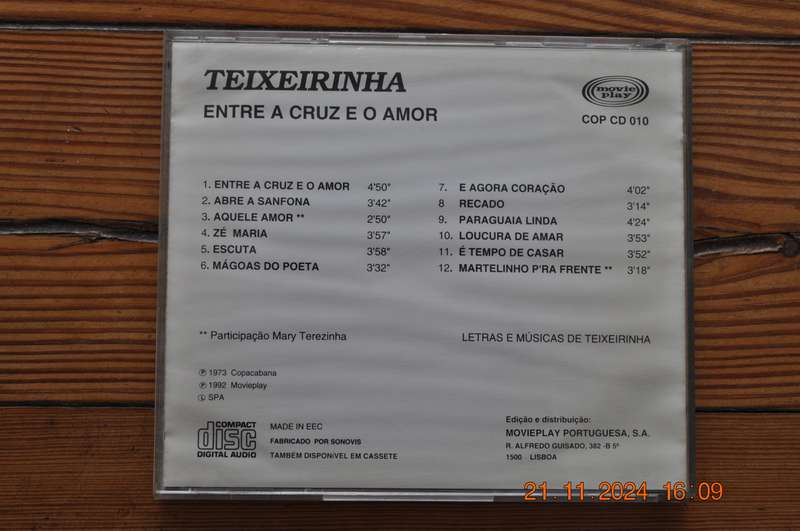 TEIXEIRINHA
ENTRE A CRUZ E O AMOR
movie
play
COP CD 010
1. ENTRE A CRUZ E O AMOR 4'50"
2. ABRE A SANFONA 3'42"
3. AQUELE AMOR ** 2'50"
4. ZÉ MARIA 3'57"
5. ESCUTA 3'58"
6. MÁGOAS DO POETA 3'32"
7. E AGORA CORAÇÃO 4'02"
8 RECADO 3'14"
9. PARAGUAIA LINDA 4'24"
10. LOUCURA DE AMAR 3'53"
11. É TEMPO DE CASAR 3'52"
12. MARTELINHO P'RA FRENTE ** 3'18"
** Participação Mary Terezinha
LETRAS E MÚSICAS DE TEIXEIRINHA
℗ 1973 Copacabana
℗ 1992 Movieplay
Ⓛ SPA
COMPACT
disc
DIGITAL AUDIO
MADE IN EEC
FABRICADO POR SONOVIS
TAMBÉM DISPONÍVEL EM CASSETE
Edição e distribuição:
MOVIEPLAY PORTUGUESA, S.A.
R. ALFREDO GUISADO, 382 -B 5º
1500 - LISBOA
21.11.2024 16:09